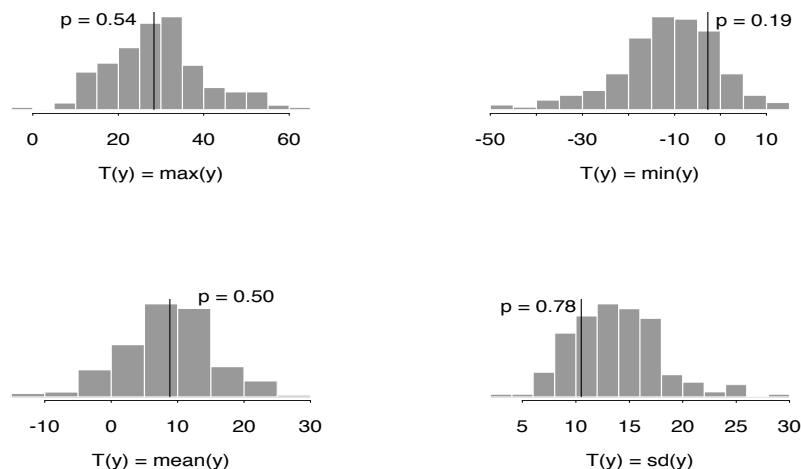 p = 0.54
0 20 40 60
T(y) = max(y)
p = 0.19
-50 -30 -10 0 10
T(y) = min(y)
p = 0.50
-10 0 10 20 30
T(y) = mean(y)
p = 0.78
5 10 15 20 25 30
T(y) = sd(y)